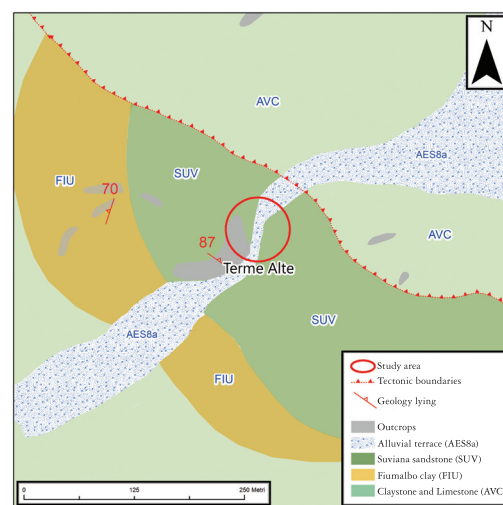 N
AVC
AES8a
FIU
SUV
70
87
AVC
Terme Alte
AES8a
SUV
FIU
Study area
Tectonic boundaries
Geology lying
Outcrops
Alluvial terrace (AES8a)
Suviana sandstone (SUV)
Fiumalbo clay (FIU)
Claystone and Limestone (AVC)
0 125 250 Metri